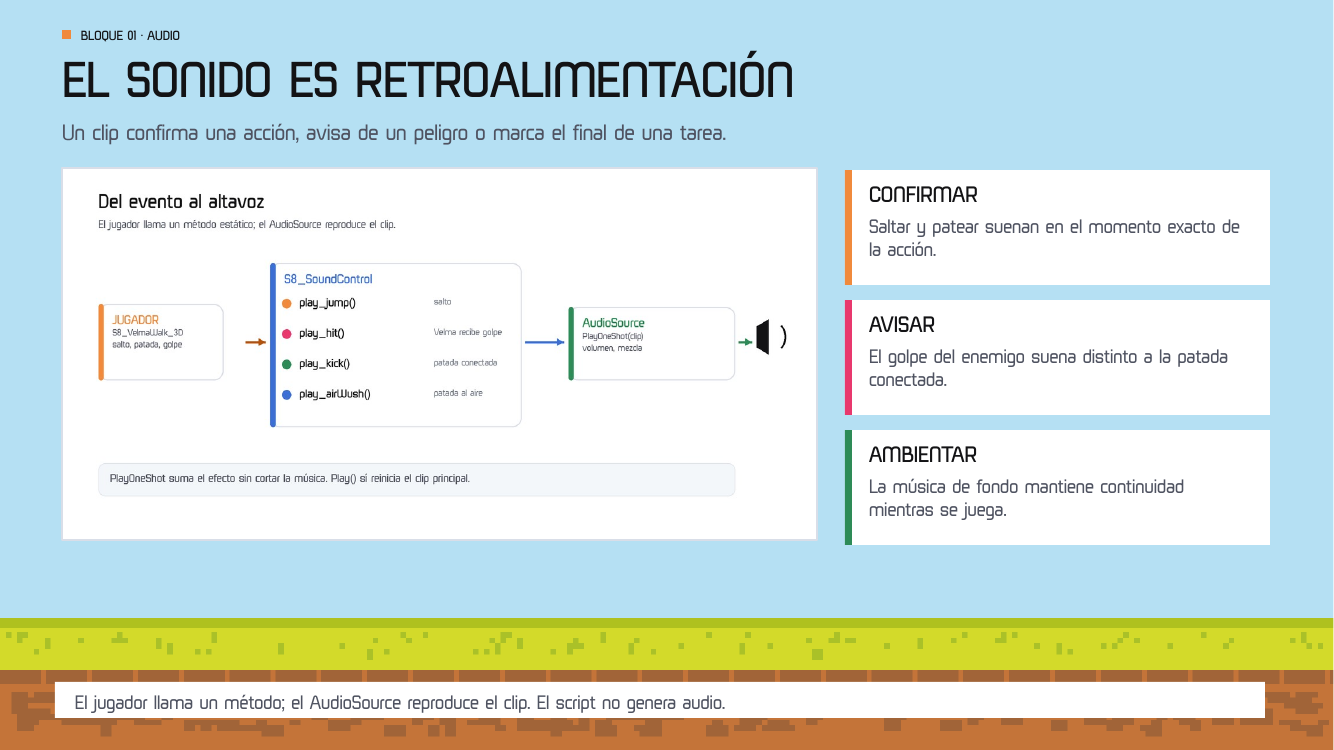 BLOQUE 01 · AUDIO
EL SONIDO ES RETROALIMENTACIÓN
Un clip confirma una acción, avisa de un peligro o marca el final de una tarea.
Del evento al altavoz
El jugador llama un método estático; el AudioSource reproduce el clip.
JUGADOR
S8_VelmaWalk_3D
salto, patada, golpe
S8_SoundControl
play_jump() salto
play_hit() Velma recibe golpe
play_kick() patada conectada
play_airWush() patada al aire
AudioSource
PlayOneShot(clip)
volumen, mezcla
PlayOneShot suma el efecto sin cortar la música. Play() sí reinicia el clip principal.
CONFIRMAR
Saltar y patear suenan en el momento exacto de
la acción.
AVISAR
El golpe del enemigo suena distinto a la patada
conectada.
AMBIENTAR
La música de fondo mantiene continuidad
mientras se juega.
El jugador llama un método; el AudioSource reproduce el clip. El script no genera audio.